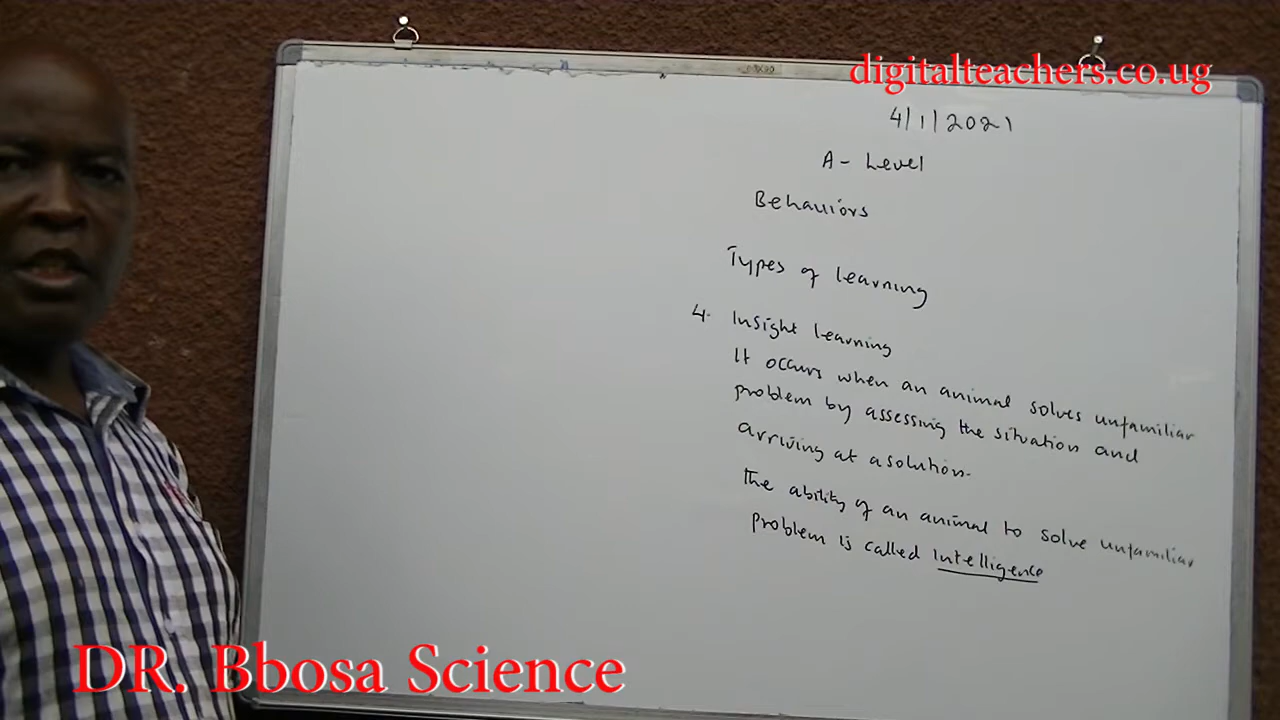 digitalteachers.co.ug
4/1/2021
A - Level
Behaviors
Types of learning
4. Insight learning
It occurs when an animal solves unfamiliar
problem by assessing the situation and
arriving at a solution.
The ability of an animal to solve unfamiliar
problem is called intelligence
DR. Bbosa Science